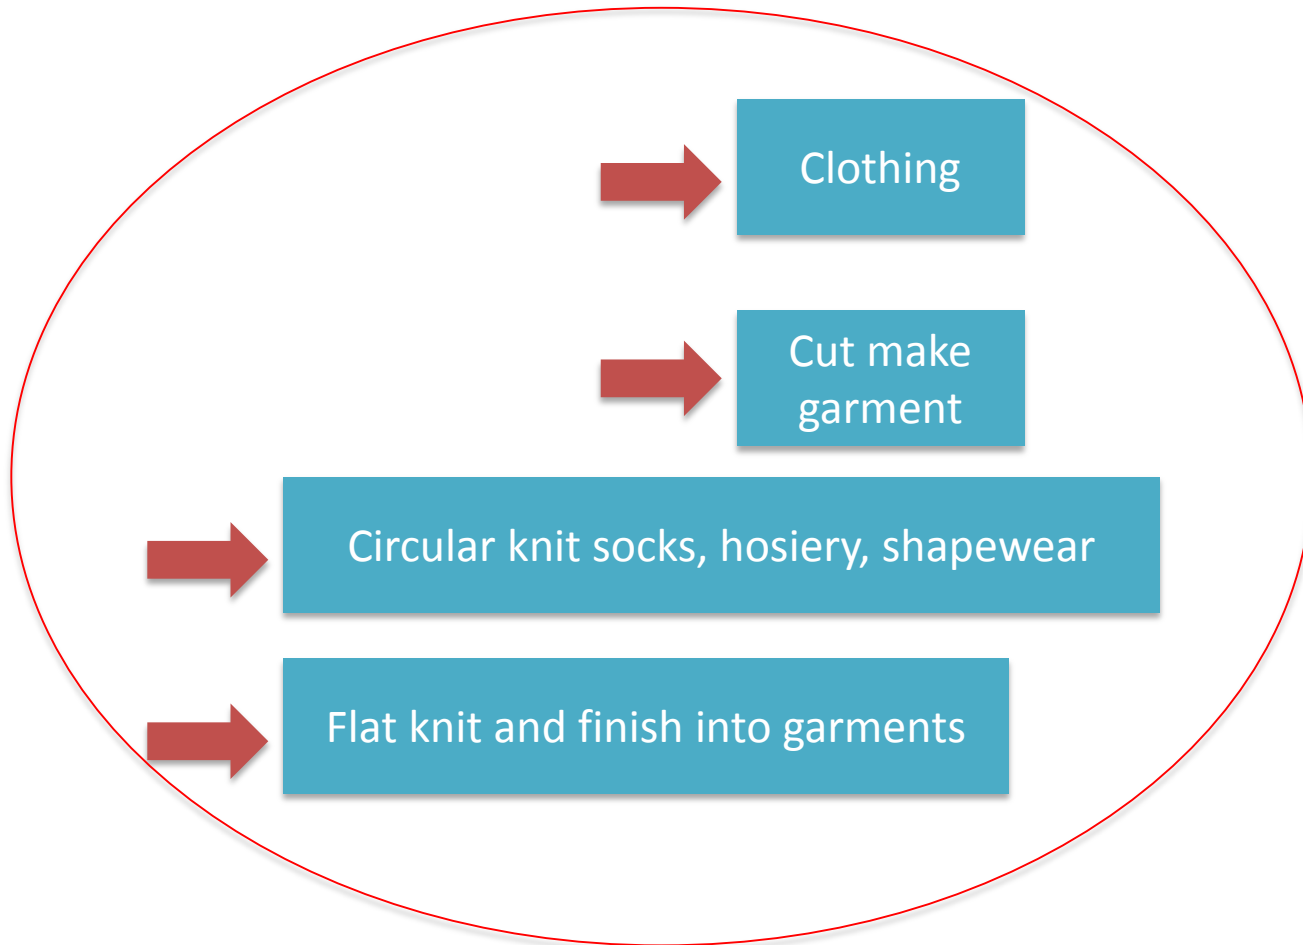 Clothing
Cut make
garment
Circular knit socks, hosiery, shapewear
Flat knit and finish into garments